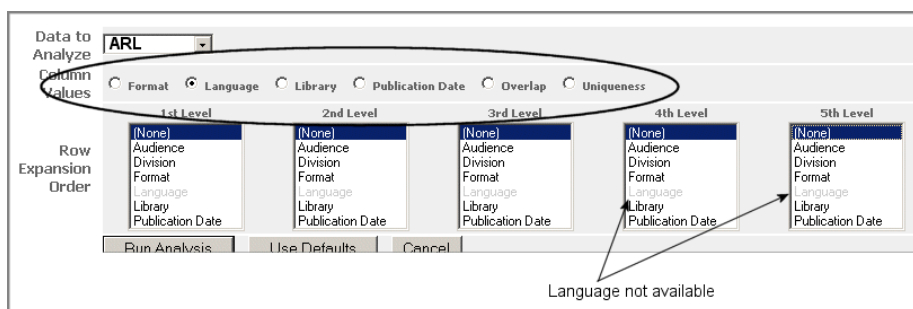 Data to Analyze
ARL
Column Values
Format Language Library Publication Date Overlap Uniqueness
1st Level 2nd Level 3rd Level 4th Level 5th Level
Row Expansion Order
(None) (None) (None) (None) (None)
Audience Audience Audience Audience Audience
Division Division Division Division Division
Format Format Format Format Format
Language Language Language Language Language
Library Library Library Library Library
Publication Date Publication Date Publication Date Publication Date Publication Date
Run Analysis Use Defaults Cancel
Language not available